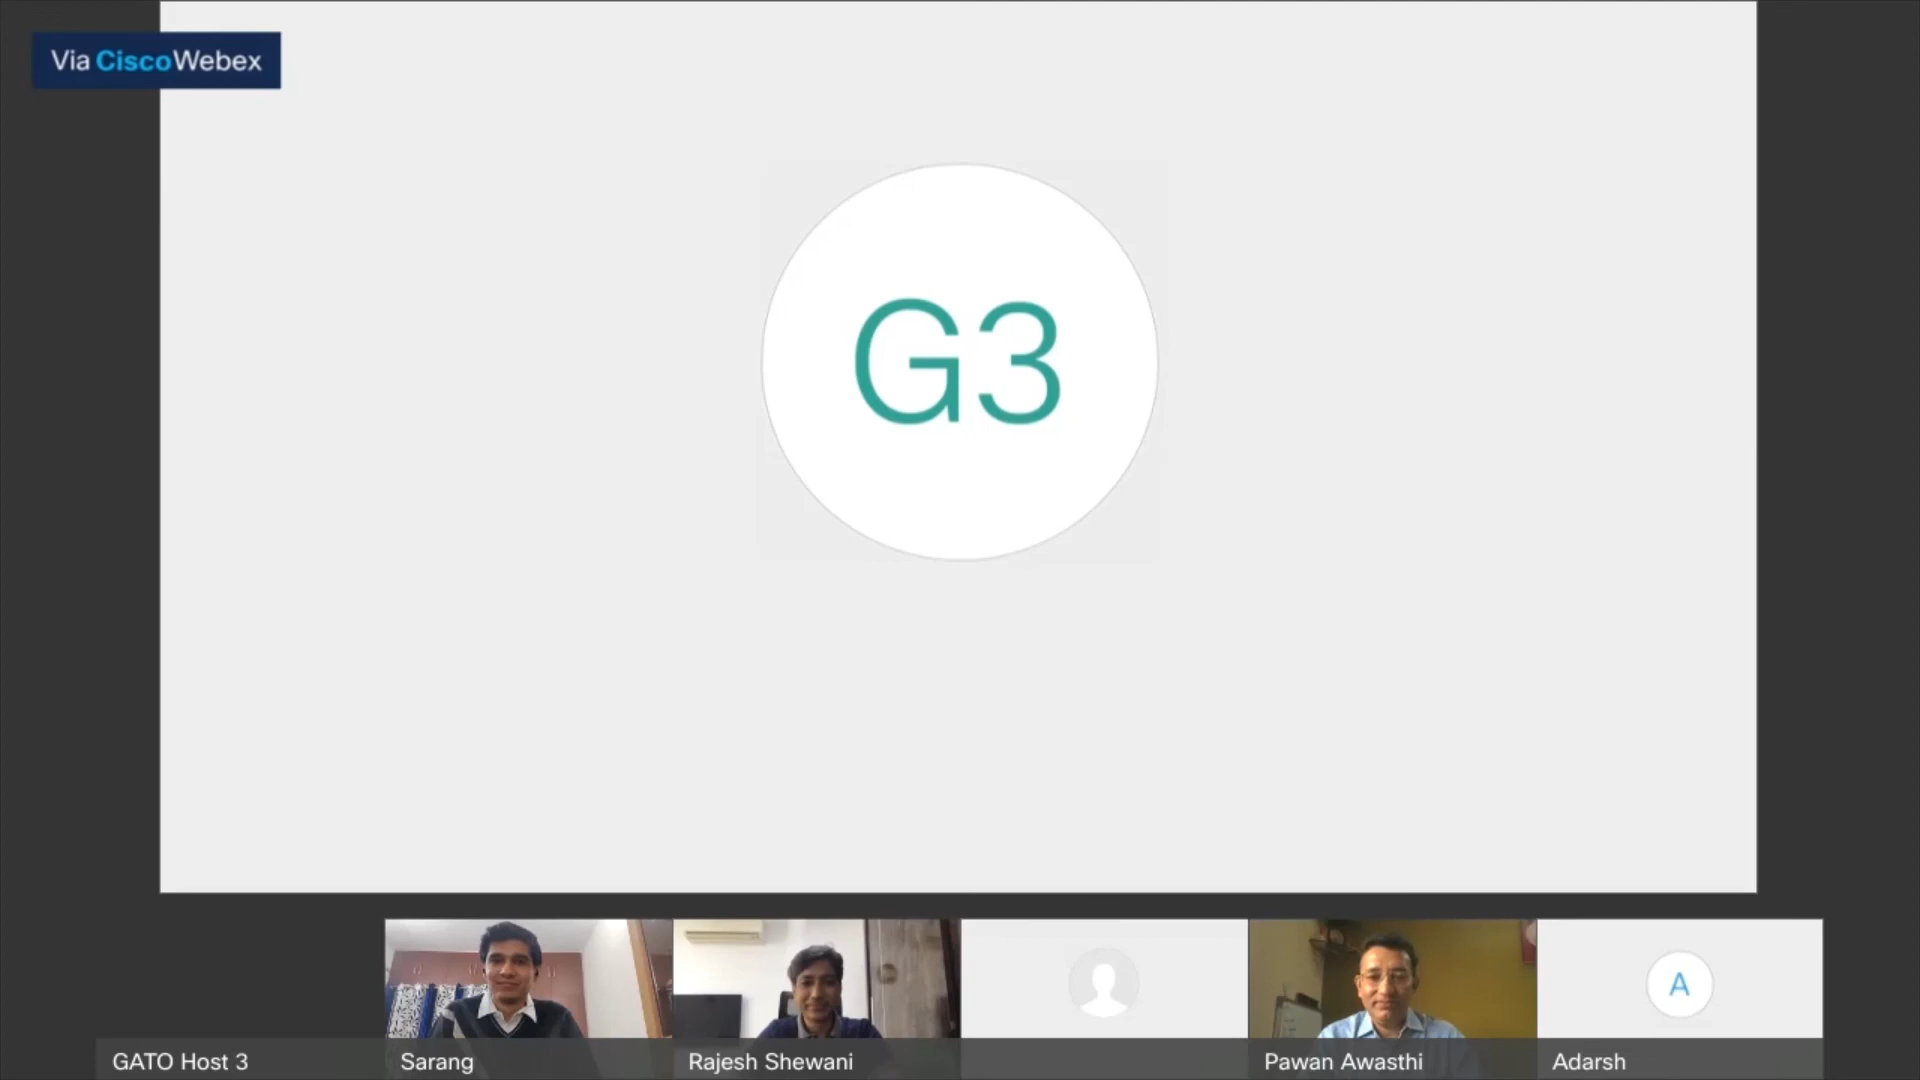 Via CiscoWebex
G3
A
GATO Host 3
Sarang
Rajesh Shewani
Pawan Awasthi
Adarsh